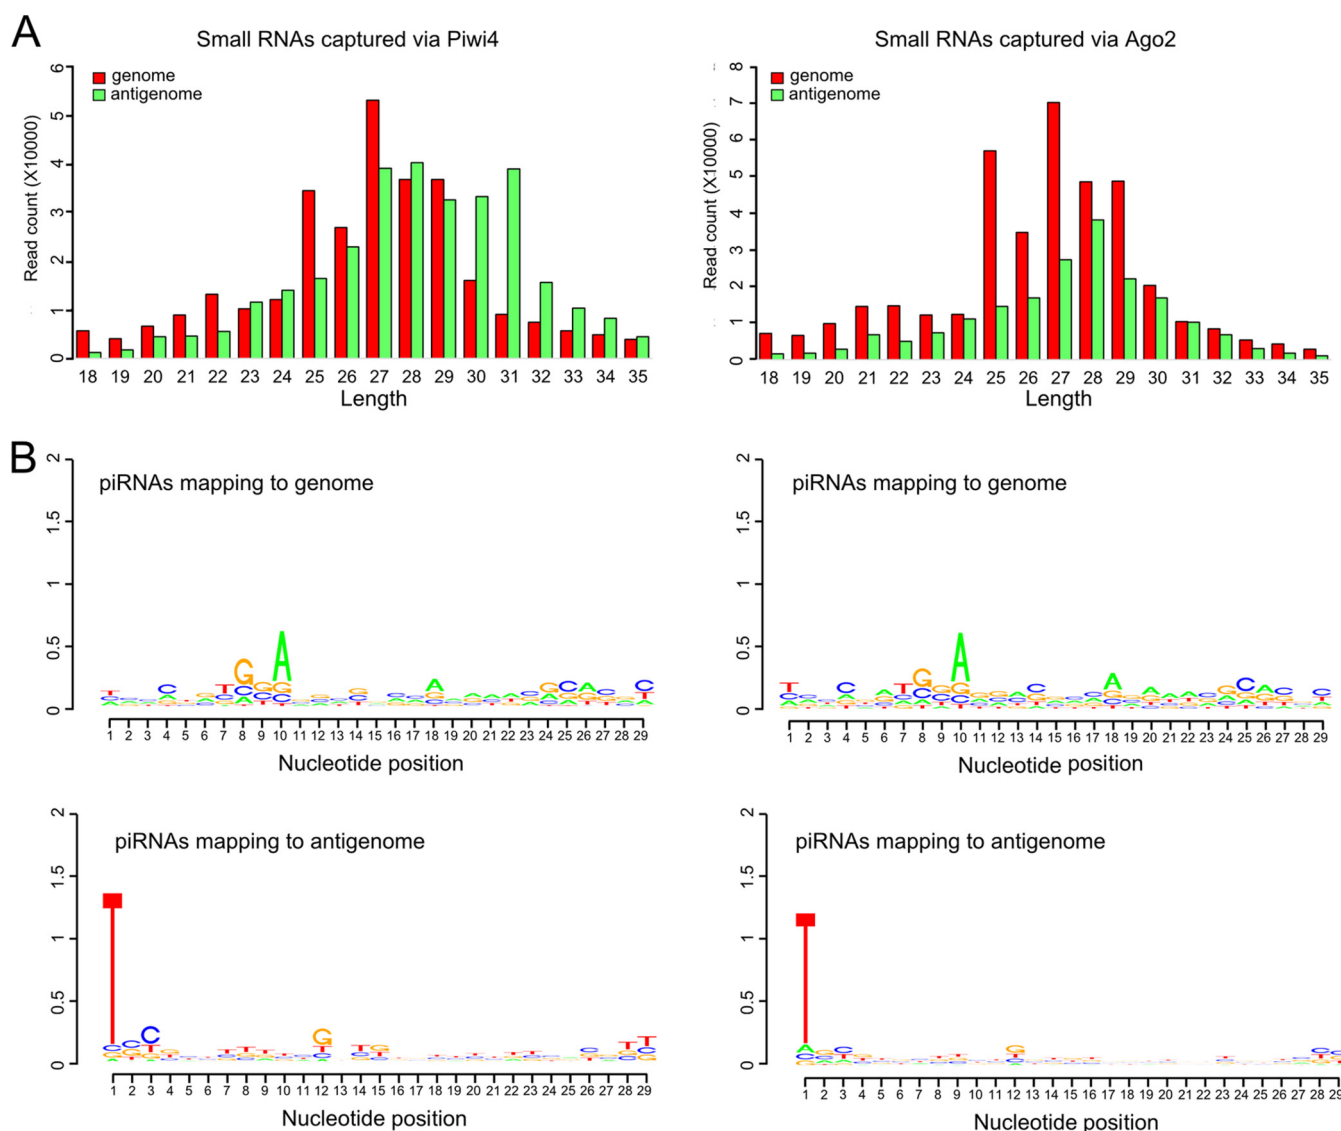 A
Small RNAs captured via Piwi4
genome
antigenome
Read count (X10000)
0 1 2 3 4 5 6
18 19 20 21 22 23 24 25 26 27 28 29 30 31 32 33 34 35
Length
Small RNAs captured via Ago2
genome
antigenome
Read count (X10000)
0 1 2 3 4 5 6 7 8
18 19 20 21 22 23 24 25 26 27 28 29 30 31 32 33 34 35
Length
B
piRNAs mapping to genome
0 0.5 1 1.5 2
1 2 3 4 5 6 7 8 9 10 11 12 13 14 15 16 17 18 19 20 21 22 23 24 25 26 27 28 29
Nucleotide position
piRNAs mapping to genome
0 0.5 1 1.5 2
1 2 3 4 5 6 7 8 9 10 11 12 13 14 15 16 17 18 19 20 21 22 23 24 25 26 27 28 29
Nucleotide position
piRNAs mapping to antigenome
0 0.5 1 1.5 2
1 2 3 4 5 6 7 8 9 10 11 12 13 14 15 16 17 18 19 20 21 22 23 24 25 26 27 28 29
Nucleotide position
piRNAs mapping to antigenome
0 0.5 1 1.5 2
1 2 3 4 5 6 7 8 9 10 11 12 13 14 15 16 17 18 19 20 21 22 23 24 25 26 27 28 29
Nucleotide position